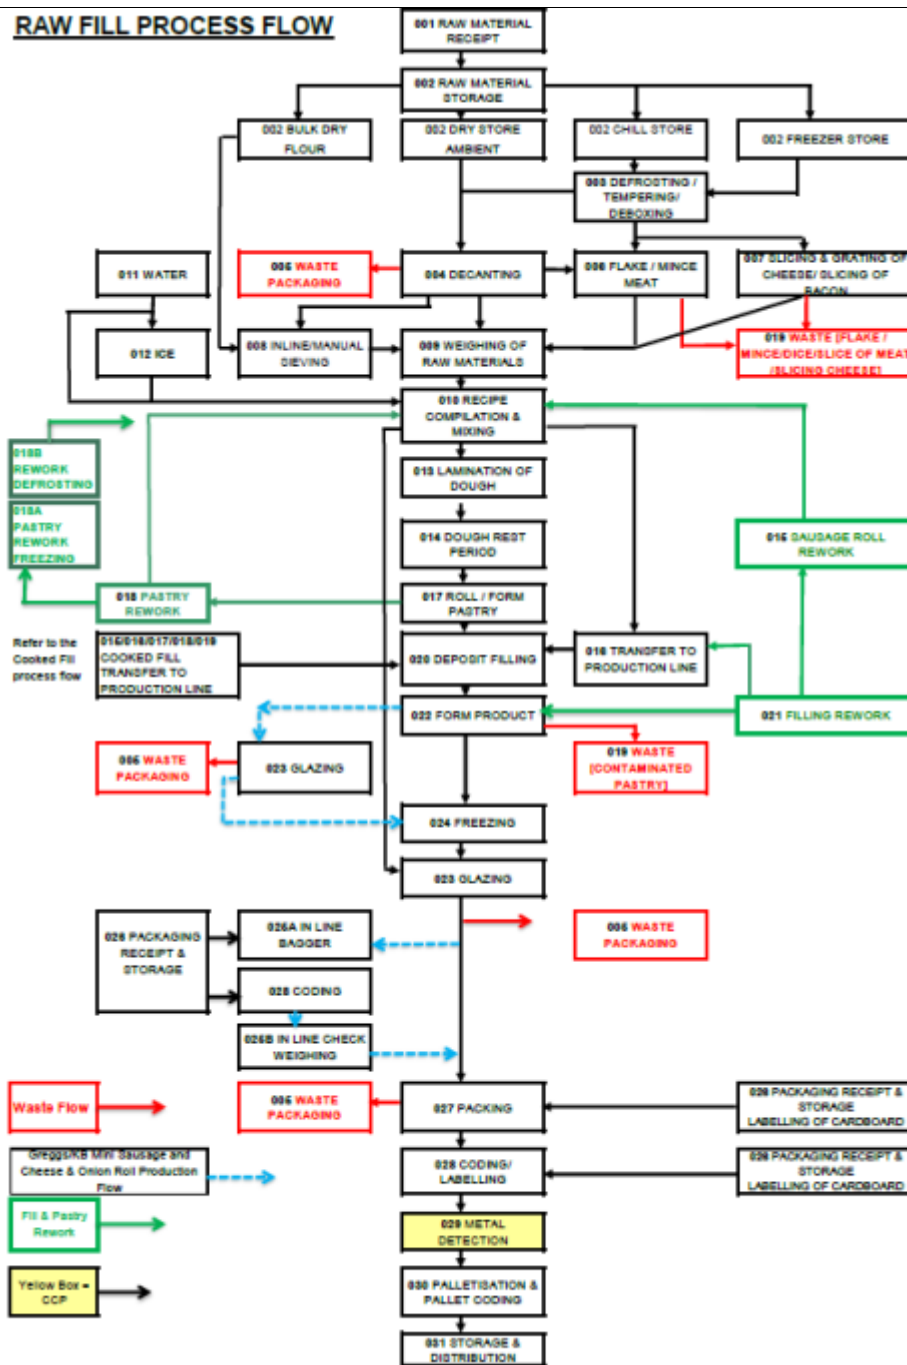 RAW FILL PROCESS FLOW
001 RAW MATERIAL
RECEIPT
002 RAW MATERIAL
STORAGE
002 BULK DRY
FLOUR
002 DRY STORE
AMBIENT
002 CHILL STORE
002 FREEZER STORE
003 DEFROSTING /
TEMPERING/
DEBOXING
011 WATER
005 WASTE
PACKAGING
004 DECANTING
006 FLAKE / MINCE
MEAT
007 SLICING & GRATING OF
CHEESE/ SLICING OF
BACON
012 ICE
008 INLINE/MANUAL
SIEVING
009 WEIGHING OF
RAW MATERIALS
019 WASTE [FLAKE /
MINCE/DICE/SLICE OF MEAT
/SLICING CHEESE]
010 RECIPE
COMPILATION &
MIXING
018B
REWORK
DEFROSTING
013 LAMINATION OF
DOUGH
018A
PASTRY
REWORK
FREEZING
014 DOUGH REST
PERIOD
015 SAUSAGE ROLL
REWORK
018 PASTRY
REWORK
017 ROLL / FORM
PASTRY
Refer to the
Cooked Fill
process flow
015/016/017/018/019
COOKED FILL
TRANSFER TO
PRODUCTION LINE
020 DEPOSIT FILLING
016 TRANSFER TO
PRODUCTION LINE
022 FORM PRODUCT
021 FILLING REWORK
005 WASTE
PACKAGING
023 GLAZING
019 WASTE
[CONTAMINATED
PASTRY]
024 FREEZING
023 GLAZING
026 PACKAGING
RECEIPT &
STORAGE
025A IN LINE
BAGGER
005 WASTE
PACKAGING
028 CODING
025B IN LINE CHECK
WEIGHING
Waste Flow
005 WASTE
PACKAGING
027 PACKING
026 PACKAGING RECEIPT &
STORAGE
LABELLING OF CARDBOARD
Greggs/KB Mini Sausage and
Cheese & Onion Roll Production
Flow
028 CODING/
LABELLING
026 PACKAGING RECEIPT &
STORAGE
LABELLING OF CARDBOARD
Fill & Pastry
Rework
029 METAL
DETECTION
Yellow Box =
CCP
030 PALLETISATION &
PALLET CODING
031 STORAGE &
DISTRIBUTION